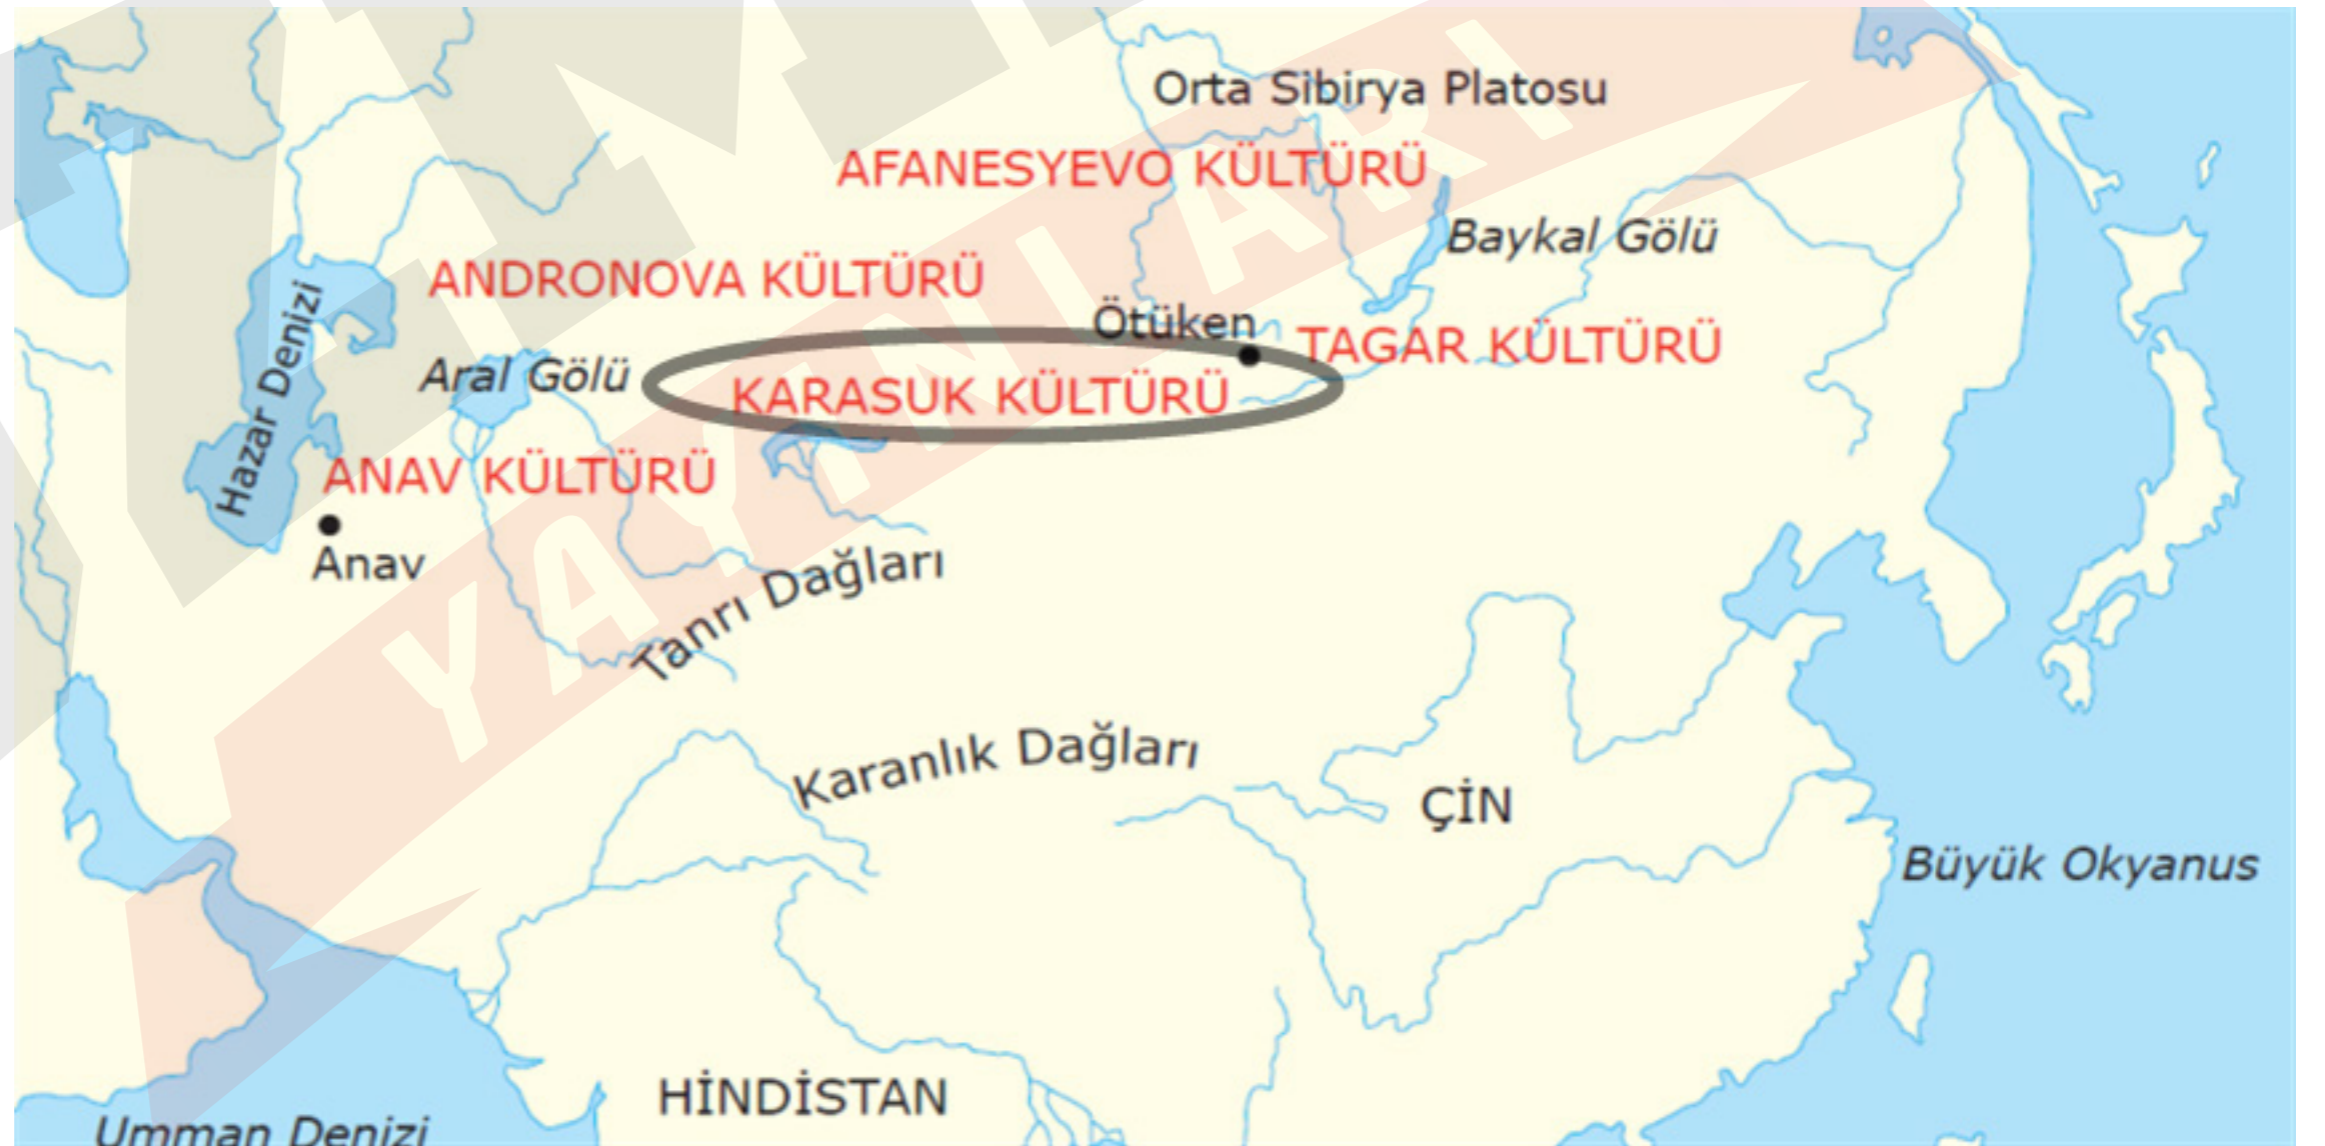 Orta Sibirya Platosu
AFANESYEVO KÜLTÜRÜ
Baykal Gölü
ANDRONOVA KÜLTÜRÜ
Ötüken
TAGAR KÜLTÜRÜ
Hazar Denizi
Aral Gölü
KARASUK KÜLTÜRÜ
ANAV KÜLTÜRÜ
Anav
Tanrı Dağları
Karanlık Dağları
ÇİN
Büyük Okyanus
HİNDİSTAN
Umman Denizi
YAYINLARI